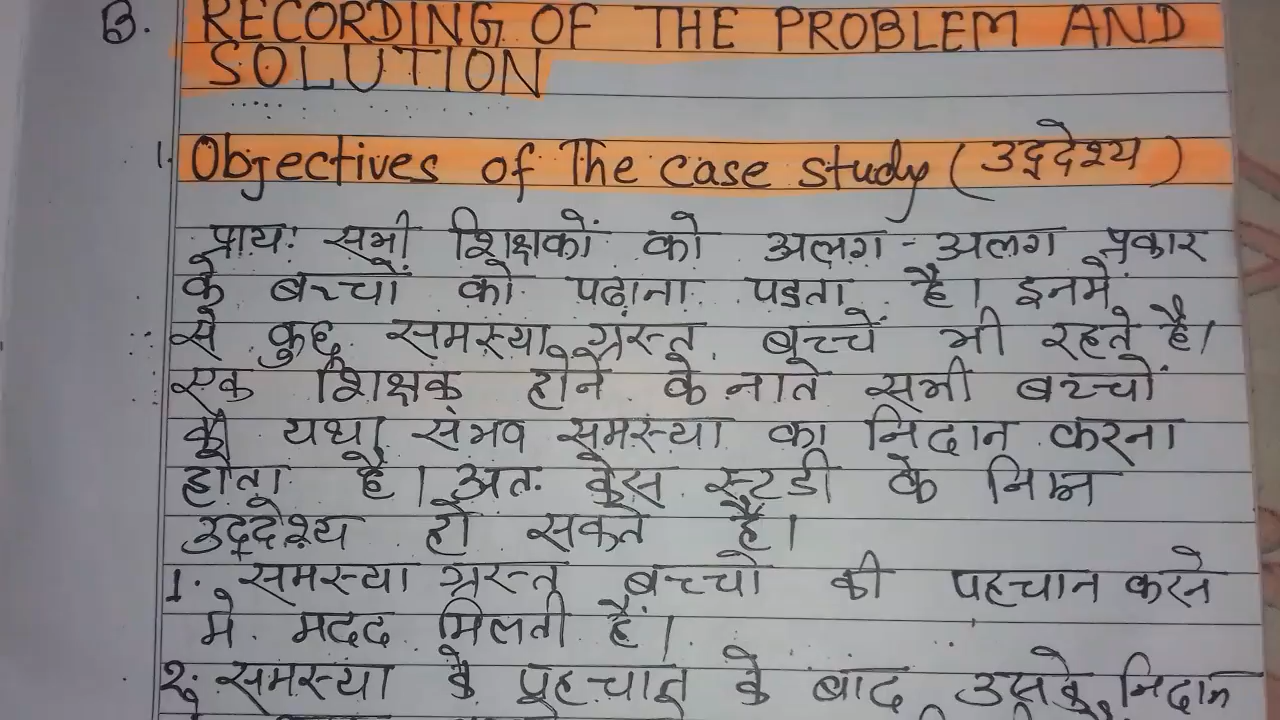 B. RECORDING OF THE PROBLEM AND
SOLUTION
1. Objectives of The case study (उद्देश्य)
प्रायः सभी शिक्षकों को अलग-अलग प्रकार
के बच्चों को पढ़ाना पडता है। इनमें
से कुछ समस्या ग्रस्त बच्चें भी रहते है।
एक शिक्षक होने के नाते सभी बच्चों
के यथा संभव समस्या का निदान करना
होता है। अतः केस स्टडी के निम्न
उद्देश्य हो सकते हैं।
1. समस्या ग्रस्त बच्चो की पहचान करने
मे मदद मिलती हैं।
2. समस्या के पहचान के बाद उसके निदान